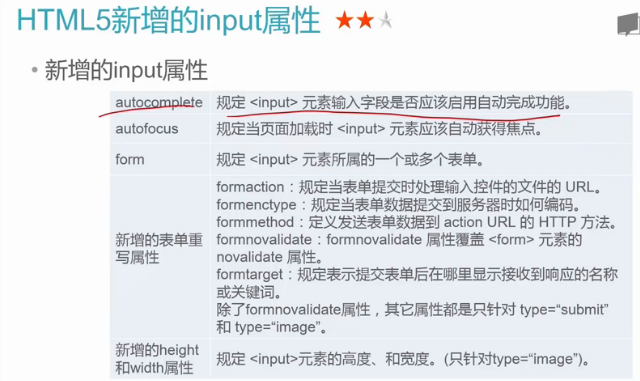 HTML5新增的input属性
• 新增的input属性
autocomplete 规定 <input> 元素输入字段是否应该启用自动完成功能。
autofocus 规定当页面加载时 <input> 元素应该自动获得焦点。
form 规定 <input> 元素所属的一个或多个表单。
新增的表单重
写属性
formaction：规定当表单提交时处理输入控件的文件的 URL。
formenctype：规定当表单数据提交到服务器时如何编码。
formmethod：定义发送表单数据到 action URL 的 HTTP 方法。
formnovalidate：formnovalidate 属性覆盖 <form> 元素的
novalidate 属性。
formtarget：规定表示提交表单后在哪里显示接收到响应的名称
或关键词。
除了formnovalidate属性，其它属性都是只针对 type=“submit”
和 type=“image”。
新增的height
和width属性
规定 <input>元素的高度、和宽度。(只针对type=“image”)。